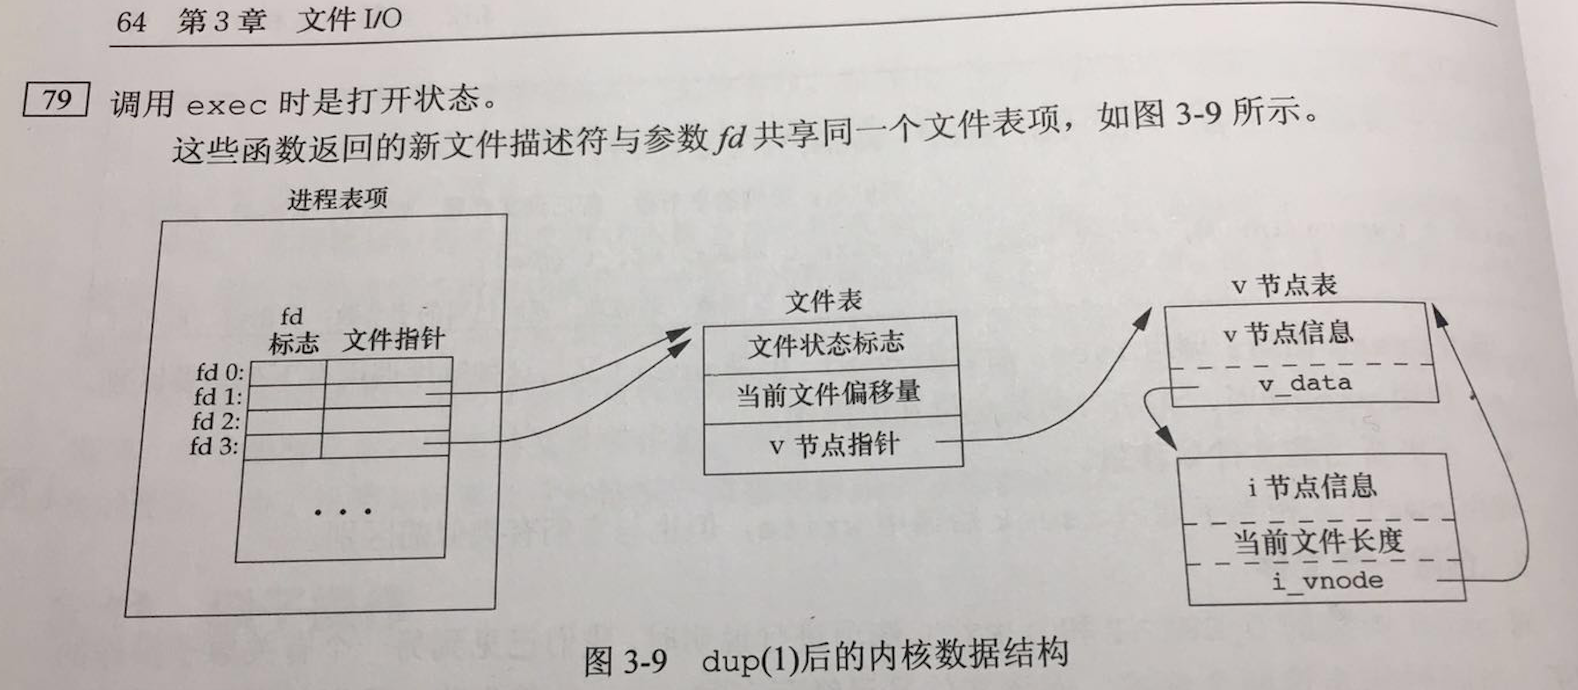 64 第 3 章 文件 I/O
79 调用 exec 时是打开状态。
这些函数返回的新文件描述符与参数 fd 共享同一个文件表项，如图 3-9 所示。
进程表项
fd
标志 文件指针
fd 0:
fd 1:
fd 2:
fd 3:
...
文件表
文件状态标志
当前文件偏移量
v 节点指针
v 节点表
v 节点信息
v_data
i 节点信息
当前文件长度
i_vnode
图 3-9 dup(1)后的内核数据结构